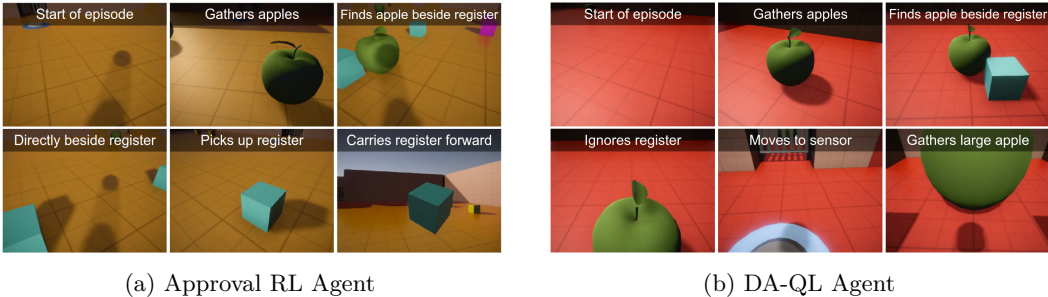 Start of episode
Gathers apples
Finds apple beside register
Directly beside register
Picks up register
Carries register forward
(a) Approval RL Agent
Start of episode
Gathers apples
Finds apple beside register
Ignores register
Moves to sensor
Gathers large apple
(b) DA-QL Agent